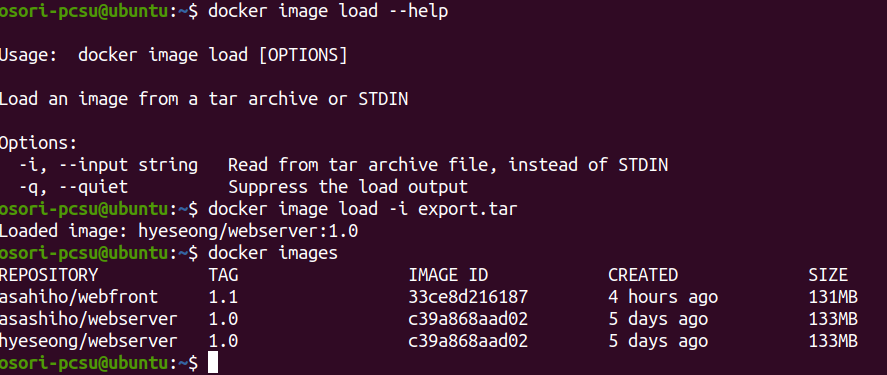 osori-pcsu@ubuntu:~$ docker image load --help
Usage:  docker image load [OPTIONS]
Load an image from a tar archive or STDIN
Options:
  -i, --input string   Read from tar archive file, instead of STDIN
  -q, --quiet          Suppress the load output
osori-pcsu@ubuntu:~$ docker image load -i export.tar
Loaded image: hyeseong/webserver:1.0
osori-pcsu@ubuntu:~$ docker images
REPOSITORY           TAG                 IMAGE ID            CREATED             SIZE
asahiho/webfront     1.1                 33ce8d216187        4 hours ago         131MB
asashiho/webserver   1.0                 c39a868aad02        5 days ago          133MB
hyeseong/webserver   1.0                 c39a868aad02        5 days ago          133MB
osori-pcsu@ubuntu:~$